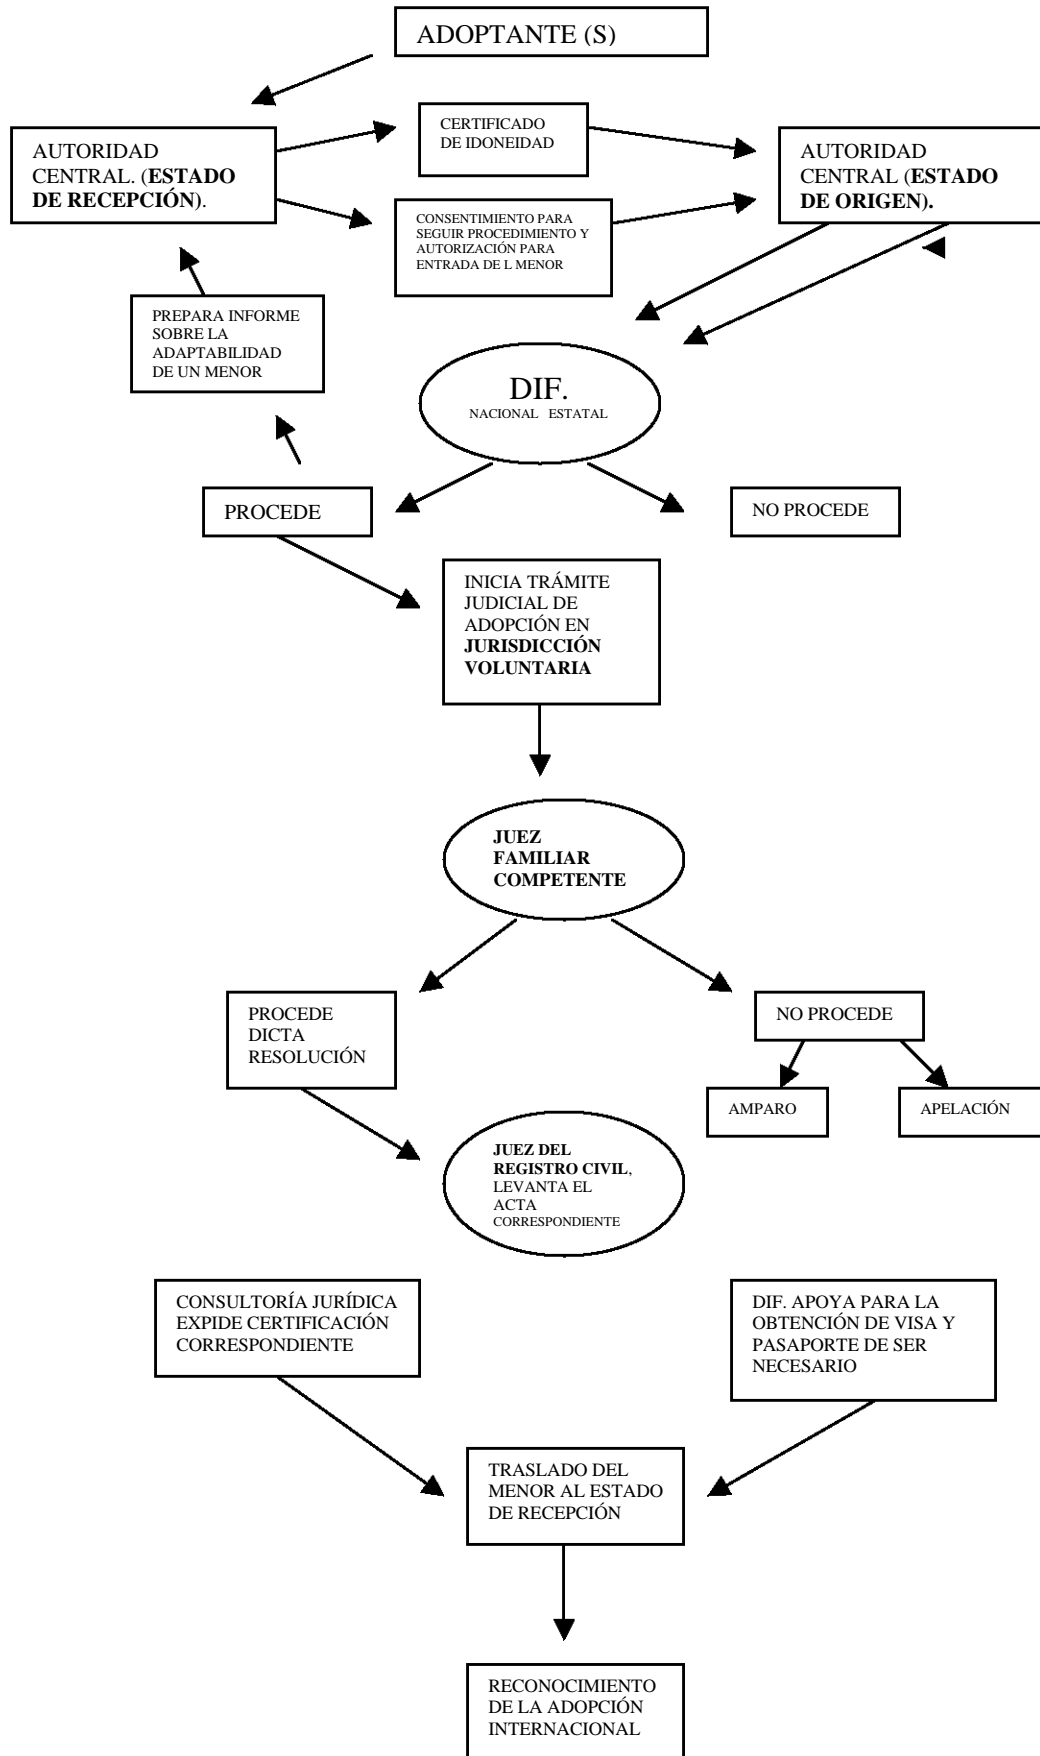 ADOPTANTE (S)
AUTORIDAD
CENTRAL. (ESTADO
DE RECEPCIÓN).
CERTIFICADO
DE IDONEIDAD
AUTORIDAD
CENTRAL (ESTADO
DE ORIGEN).
CONSENTIMIENTO PARA
SEGUIR PROCEDIMIENTO Y
AUTORIZACIÓN PARA
ENTRADA DE L MENOR
PREPARA INFORME
SOBRE LA
ADAPTABILIDAD
DE UN MENOR
DIF.
NACIONAL ESTATAL
PROCEDE
NO PROCEDE
INICIA TRÁMITE
JUDICIAL DE
ADOPCIÓN EN
JURISDICCIÓN
VOLUNTARIA
JUEZ
FAMILIAR
COMPETENTE
PROCEDE
DICTA
RESOLUCIÓN
NO PROCEDE
AMPARO
APELACIÓN
JUEZ DEL
REGISTRO CIVIL,
LEVANTA EL
ACTA
CORRESPONDIENTE
CONSULTORÍA JURÍDICA
EXPIDE CERTIFICACIÓN
CORRESPONDIENTE
DIF. APOYA PARA LA
OBTENCIÓN DE VISA Y
PASAPORTE DE SER
NECESARIO
TRASLADO DEL
MENOR AL ESTADO
DE RECEPCIÓN
RECONOCIMIENTO
DE LA ADOPCIÓN
INTERNACIONAL